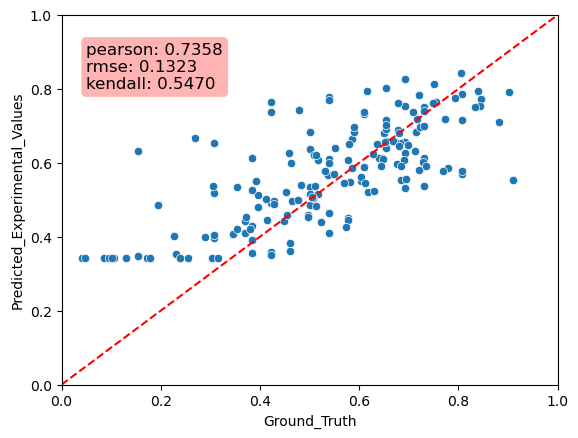 pearson: 0.7358
rmse: 0.1323
kendall: 0.5470
Predicted_Experimental_Values
1.0
0.8
0.6
0.4
0.2
0.0
0.0 0.2 0.4 0.6 0.8 1.0
Ground_Truth